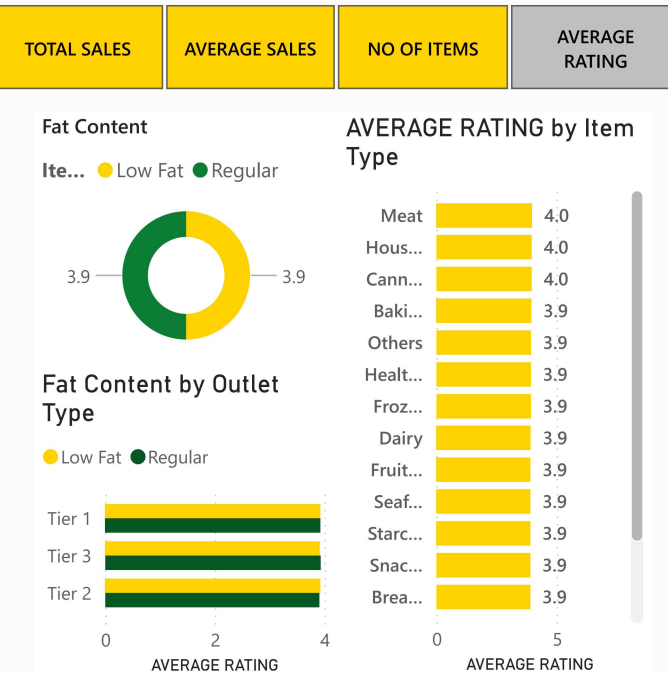 TOTAL SALES
AVERAGE SALES
NO OF ITEMS
AVERAGE
RATING
Fat Content
Ite... Low Fat Regular
3.9
3.9
Fat Content by Outlet
Type
Low Fat Regular
Tier 1
Tier 3
Tier 2
0 2 4
AVERAGE RATING
AVERAGE RATING by Item
Type
Meat 4.0
Hous... 4.0
Cann... 4.0
Baki... 3.9
Others 3.9
Healt... 3.9
Froz... 3.9
Dairy 3.9
Fruit... 3.9
Seaf... 3.9
Starc... 3.9
Snac... 3.9
Brea... 3.9
0 5
AVERAGE RATING